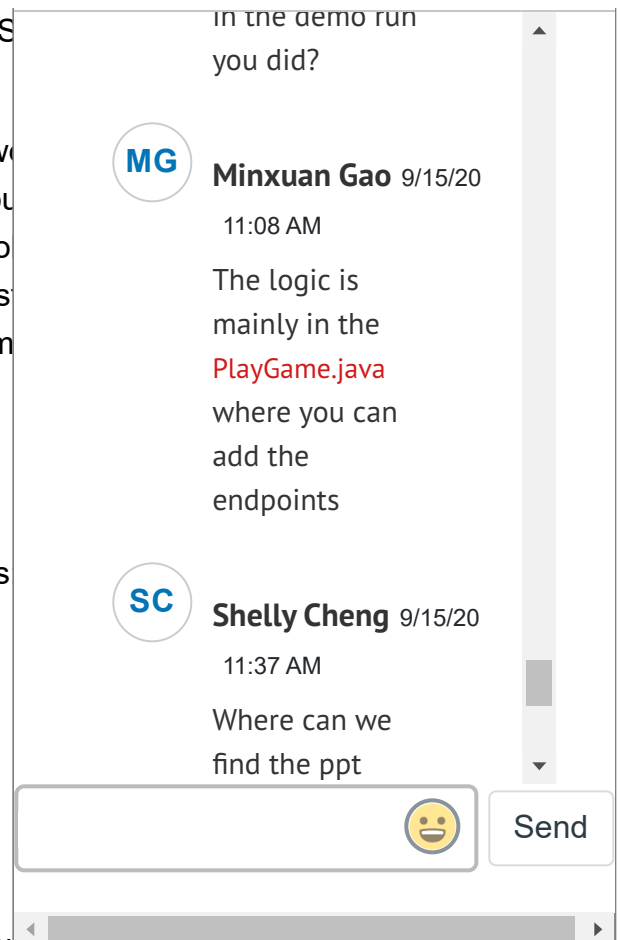 in the demo run
you did?
MG
Minxuan Gao 9/15/20
11:08 AM
The logic is
mainly in the
PlayGame.java
where you can
add the
endpoints
SC
Shelly Cheng 9/15/20
11:37 AM
Where can we
find the ppt
Send